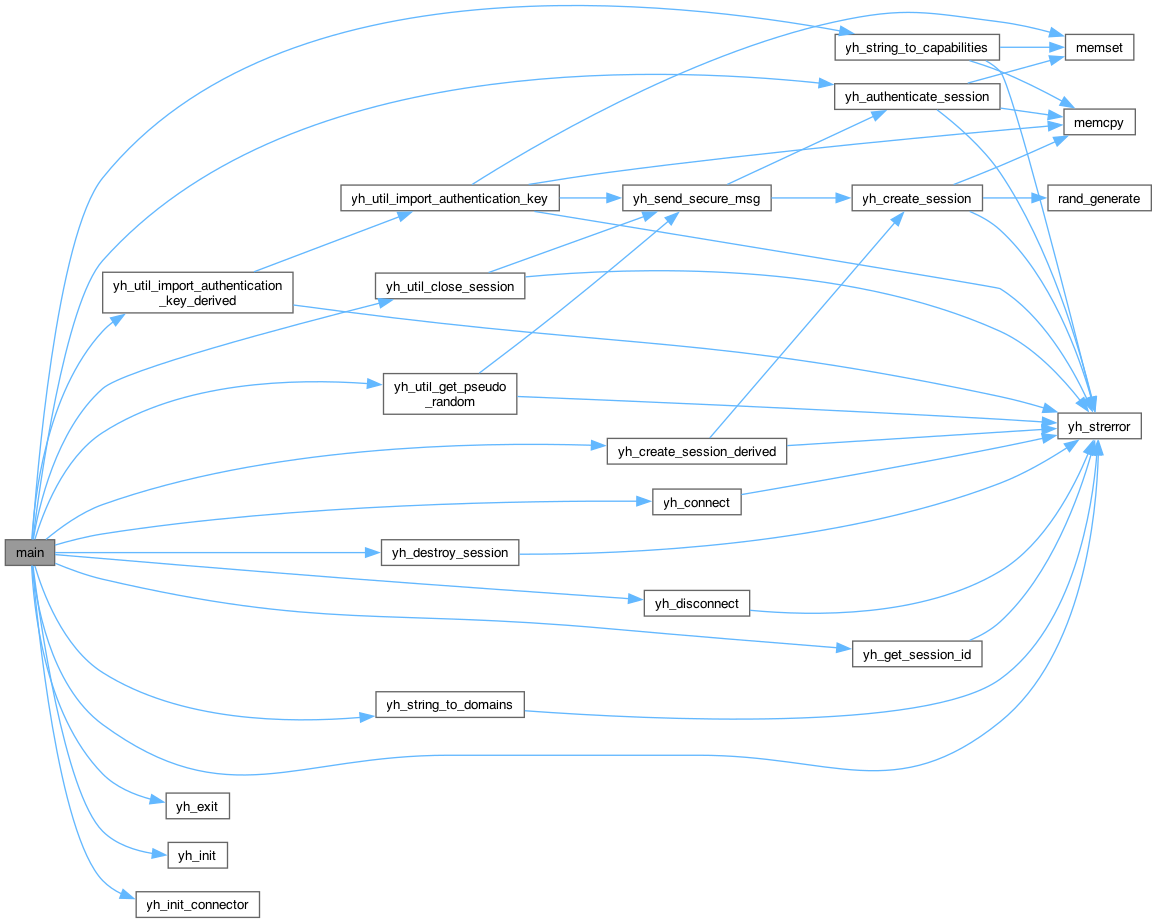 yh_string_to_capabilities
memset
yh_authenticate_session
memcpy
yh_util_import_authentication_key
yh_send_secure_msg
yh_create_session
rand_generate
yh_util_import_authentication
_key_derived
yh_util_close_session
yh_util_get_pseudo
_random
yh_strerror
yh_create_session_derived
yh_connect
main
yh_destroy_session
yh_disconnect
yh_get_session_id
yh_string_to_domains
yh_exit
yh_init
yh_init_connector